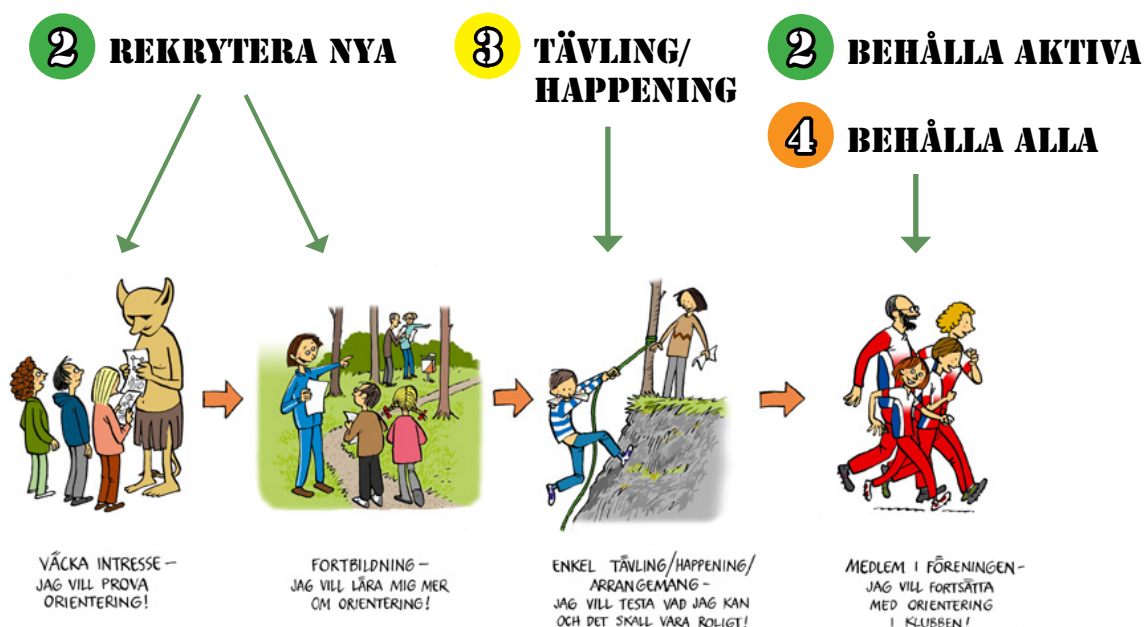 2 REKRYTERA NYA
3 TÄVLING/
HAPPENING
2 BEHÅLLA AKTIVA
4 BEHÅLLA ALLA
VÄCKA INTRESSE –
JAG VILL PROVA
ORIENTERING!
FORTBILDNING –
JAG VILL LÄRA MIG MER
OM ORIENTERING!
ENKEL TÄVLING/HAPPENING/
ARRANGEMANG –
JAG VILL TESTA VAD JAG KAN
OCH DET SKALL VARA ROLIGT!
MEDLEM I FÖRENINGEN –
JAG VILL FORTSÄTTA
MED ORIENTERING
I KLUBBEN!